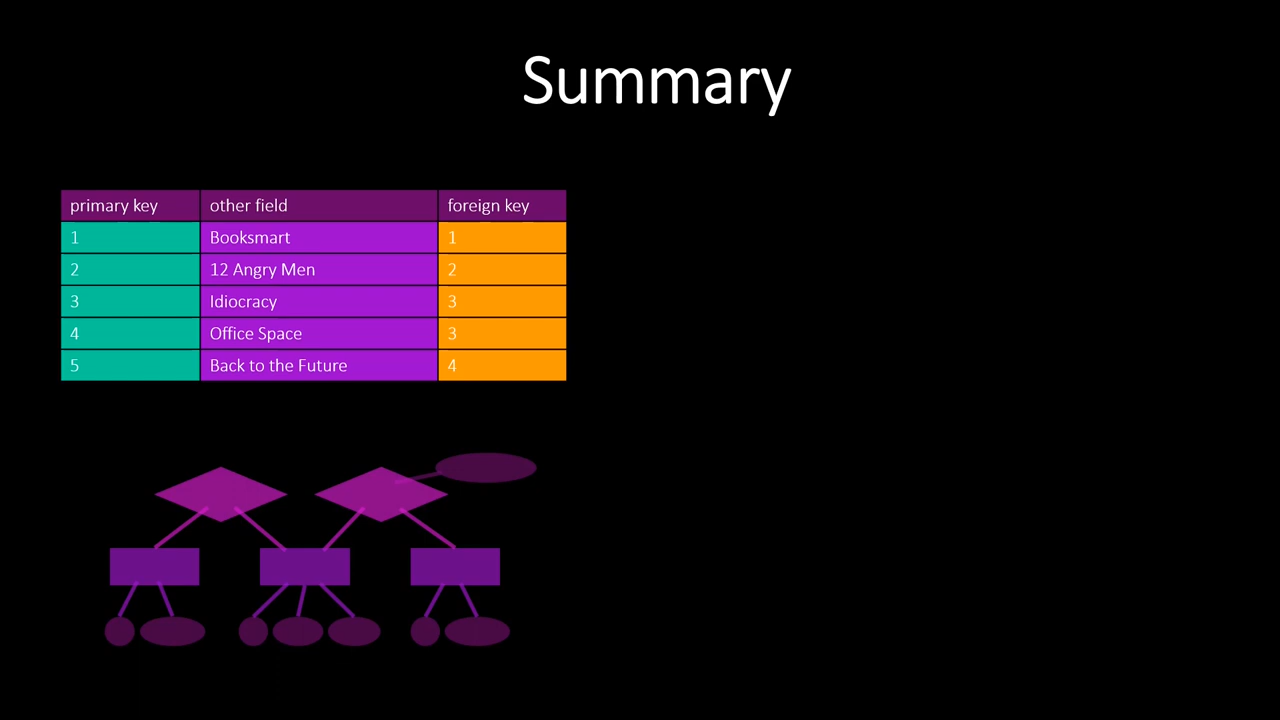 Summary
primary key other field foreign key
1 Booksmart 1
2 12 Angry Men 2
3 Idiocracy 3
4 Office Space 3
5 Back to the Future 4